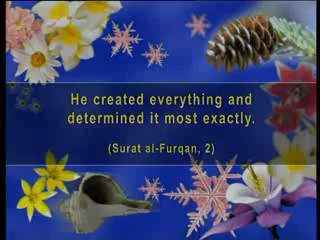 He created everything and
determined it most exactly.
(Surat al-Furqan, 2)